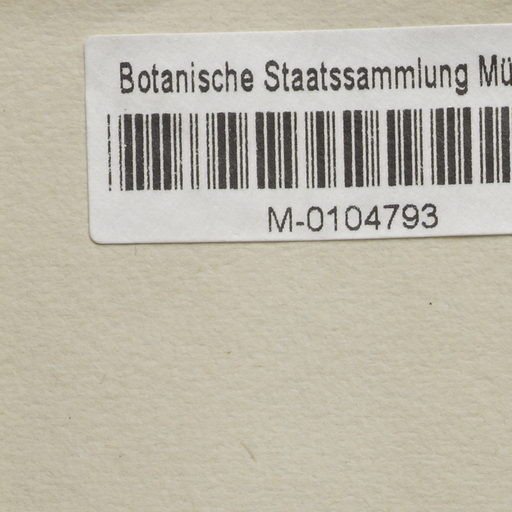 Botanische Staatssammlung Mü
M-0104793